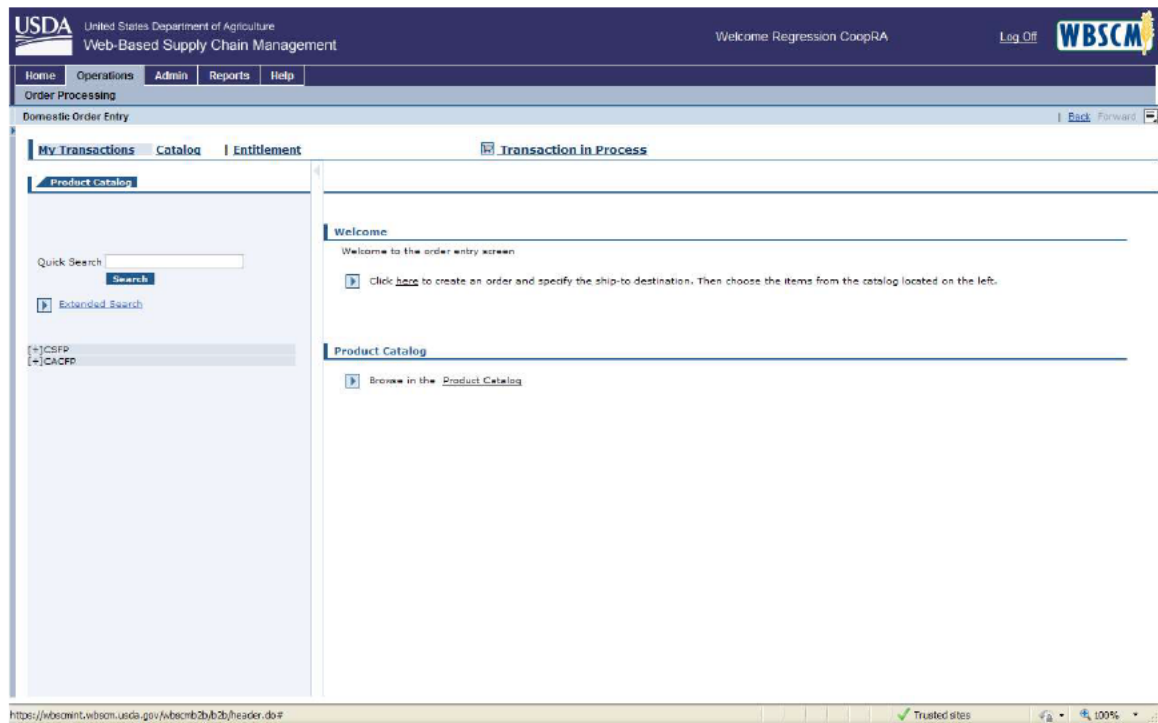 USDA United States Department of Agriculture
Web-Based Supply Chain Management
Welcome Regression CoopRA
Log Off
WBSCM
Home Operations Admin Reports Help
Order Processing
Domestic Order Entry
| Back Forward
My Transactions Catalog | Entitlement
Transaction in Process
Product Catalog
Welcome
Welcome to the order entry screen
Quick Search
Search
Click here to create an order and specify the ship-to destination. Then choose the items from the catalog located on the left.
Extended Search
[+]CSFP
[+]CACFP
Product Catalog
Browse in the Product Catalog
https://wbscmint.wbscm.usda.gov/wbscmb2b/b2b/header.do#
Trusted sites
100%